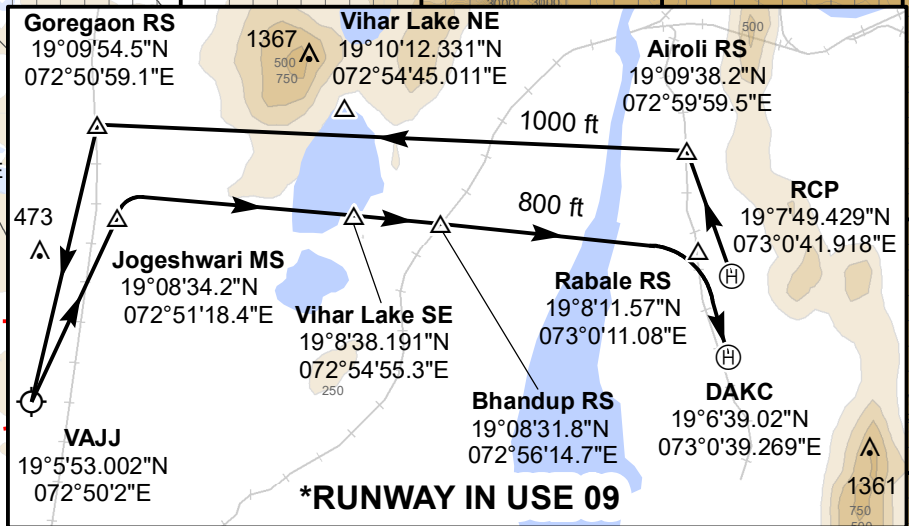 3000
3000
Goregaon RS
19°09'54.5"N
072°50'59.1"E
1367
500
750
Vihar Lake NE
19°10'12.331"N
072°54'45.011"E
500
Airoli RS
19°09'38.2"N
072°59'59.5"E
1000 ft
RCP
19°7'49.429"N
073°0'41.918"E
473
800 ft
Jogeshwari MS
19°08'34.2"N
072°51'18.4"E
Vihar Lake SE
19°8'38.191"N
072°54'55.3"E
250
Rabale RS
19°8'11.57"N
073°0'11.08"E
H
H
Bhandup RS
19°08'31.8"N
072°56'14.7"E
DAKC
19°6'39.02"N
073°0'39.269"E
VAJJ
19°5'53.002"N
072°50'2"E
*RUNWAY IN USE 09
1361
750
500